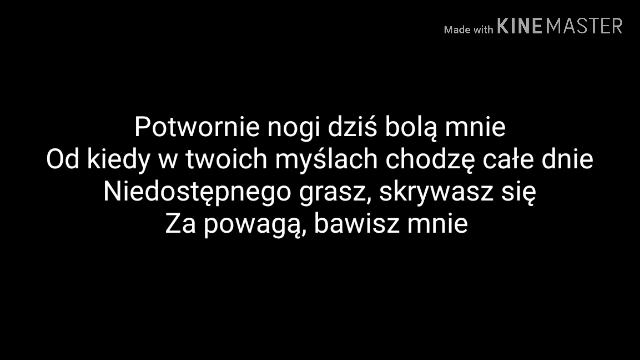 Made with KINEMASTER
Potwornie nogi dziś bolą mnie
Od kiedy w twoich myślach chodzę całe dnie
Niedostępnego grasz, skrywasz się
Za powagą, bawisz mnie